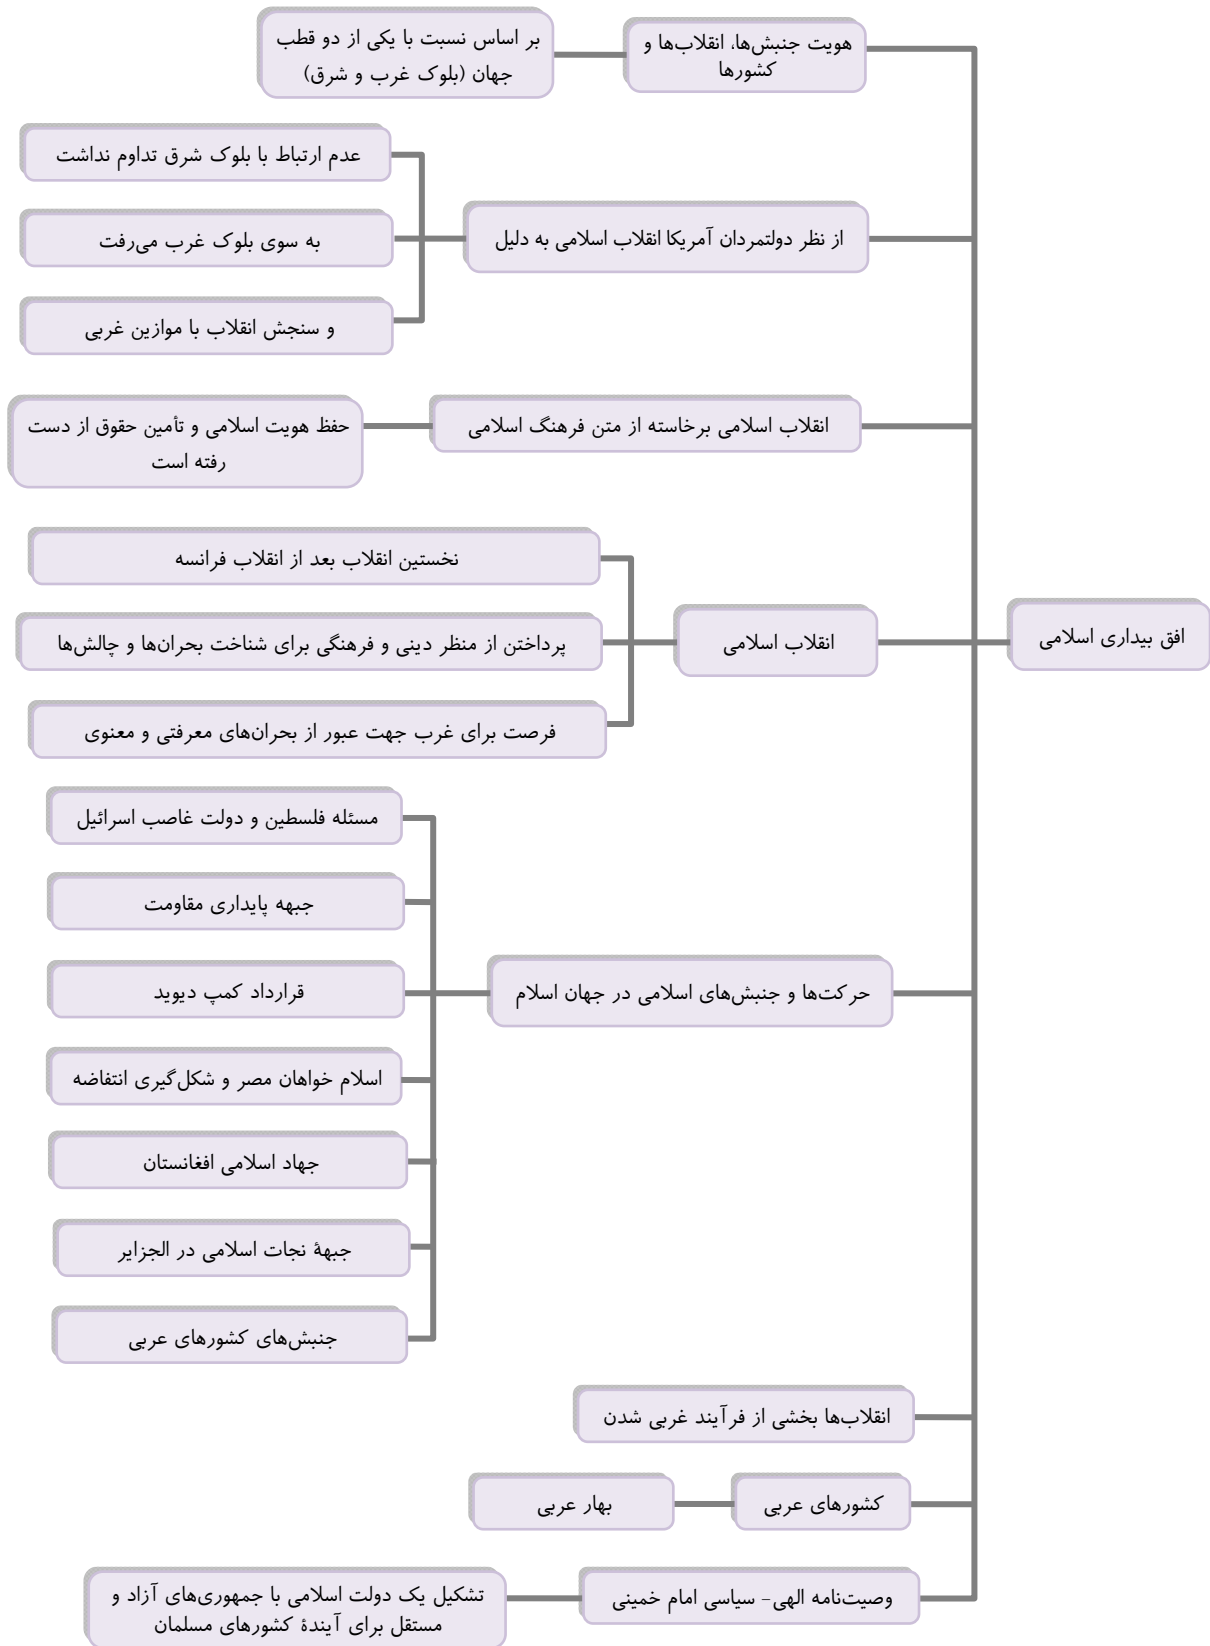 افق بیداری اسلامی
هویت جنبش‌ها، انقلاب‌ها و
کشورها
بر اساس نسبت با یکی از دو قطب
جهان (بلوک غرب و شرق)
از نظر دولتمردان آمریکا انقلاب اسلامی به دلیل
عدم ارتباط با بلوک شرق تداوم نداشت
به سوی بلوک غرب می‌رفت
و سنجش انقلاب با موازین غربی
انقلاب اسلامی برخاسته از متن فرهنگ اسلامی
حفظ هویت اسلامی و تأمین حقوق از دست
رفته است
انقلاب اسلامی
نخستین انقلاب بعد از انقلاب فرانسه
پرداختن از منظر دینی و فرهنگی برای شناخت بحران‌ها و چالش‌ها
فرصت برای غرب جهت عبور از بحران‌های معرفتی و معنوی
حرکت‌ها و جنبش‌های اسلامی در جهان اسلام
مسئله فلسطین و دولت غاصب اسرائیل
جبهه پایداری مقاومت
قرارداد کمپ دیوید
اسلام خواهان مصر و شکل‌گیری انتفاضه
جهاد اسلامی افغانستان
جبههٔ نجات اسلامی در الجزایر
جنبش‌های کشورهای عربی
انقلاب‌ها بخشی از فرآیند غربی شدن
کشورهای عربی
بهار عربی
وصیت‌نامه الهی- سیاسی امام خمینی
تشکیل یک دولت اسلامی با جمهوری‌های آزاد و
مستقل برای آیندهٔ کشورهای مسلمان